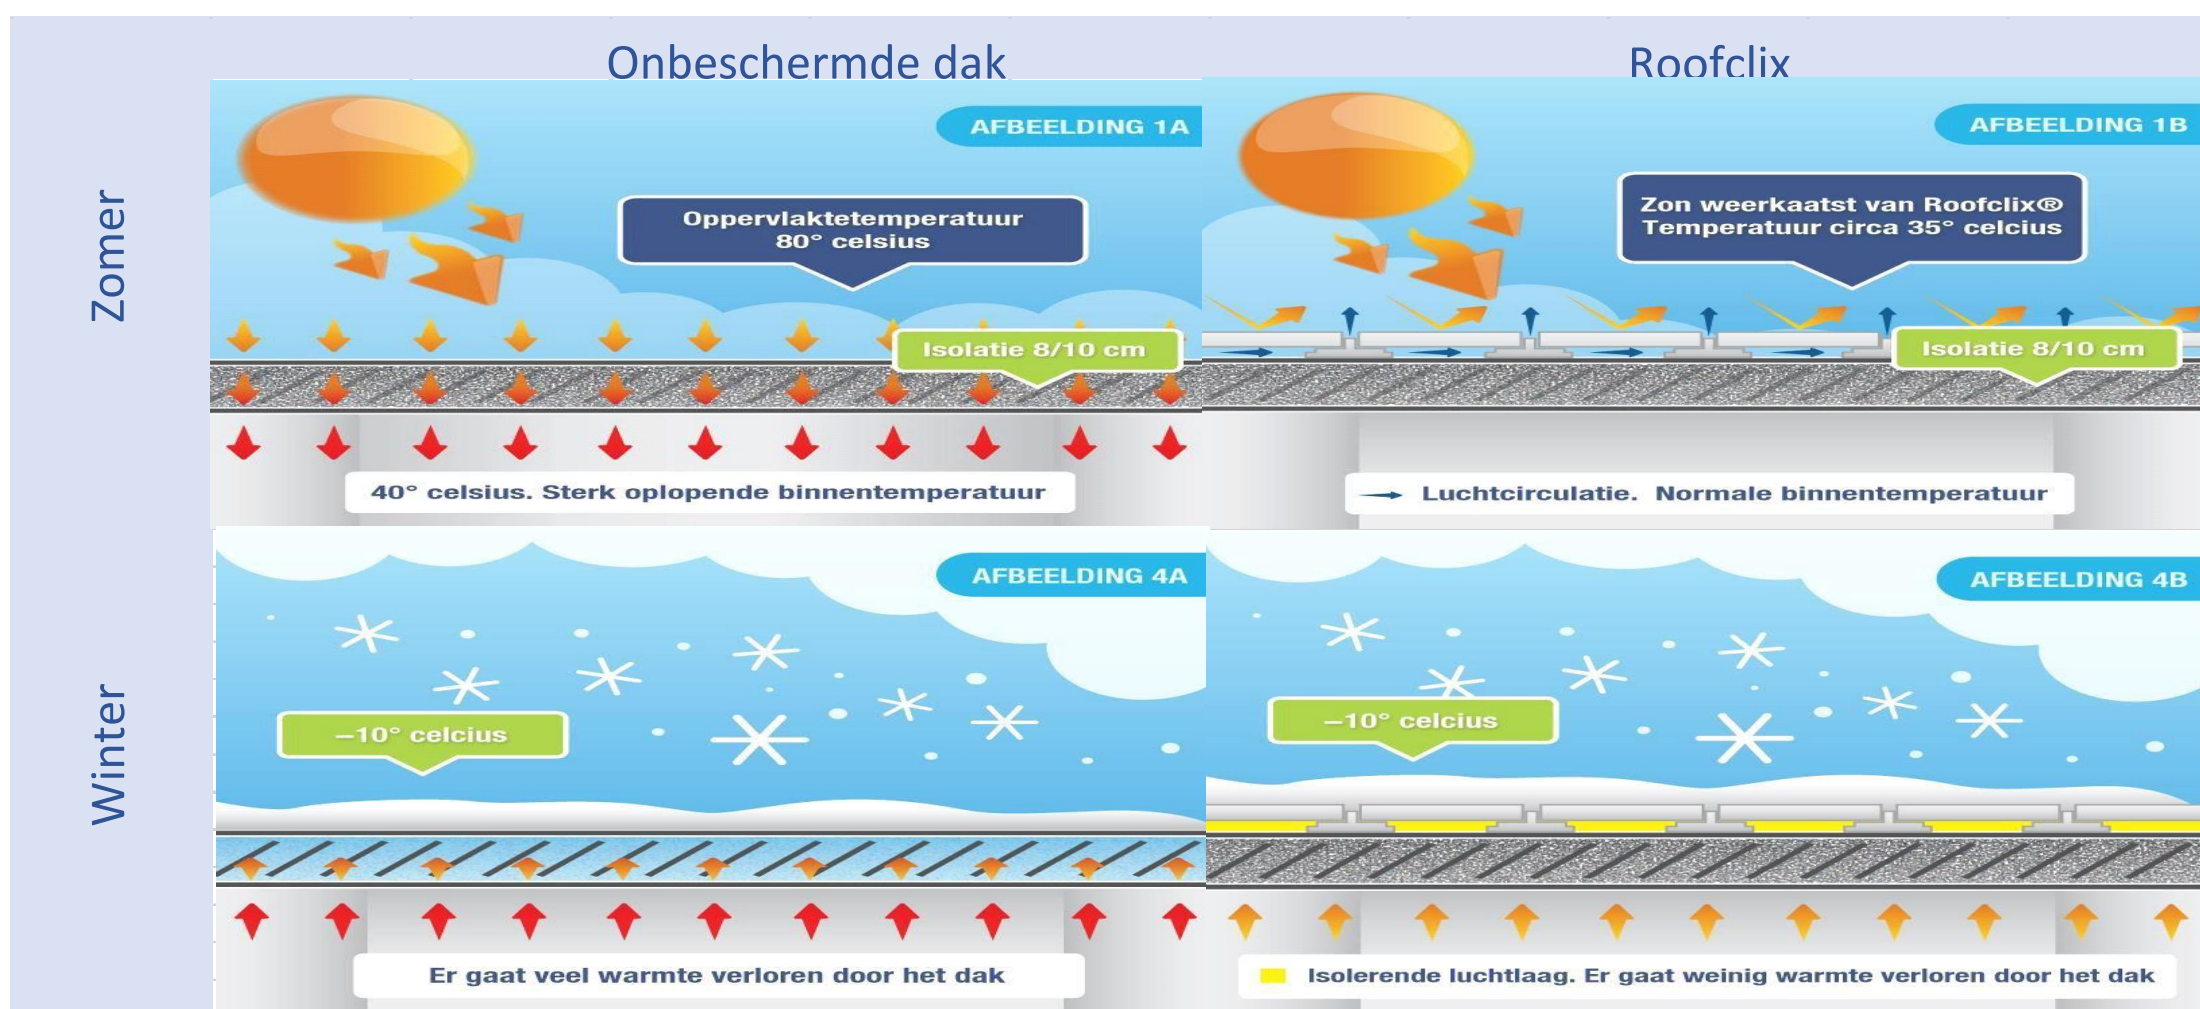 Onbeschermde dak
Roofclix
Zomer
AFBEELDING 1A
Oppervlaktetemperatuur
80° celsius
Isolatie 8/10 cm
40° celsius. Sterk oplopende binnentemperatuur
AFBEELDING 1B
Zon weerkaatst van Roofclix®
Temperatuur circa 35° celcius
Isolatie 8/10 cm
Luchtcirculatie. Normale binnentemperatuur
Winter
AFBEELDING 4A
–10° celcius
Er gaat veel warmte verloren door het dak
AFBEELDING 4B
–10° celcius
Isolerende luchtlaag. Er gaat weinig warmte verloren door het dak